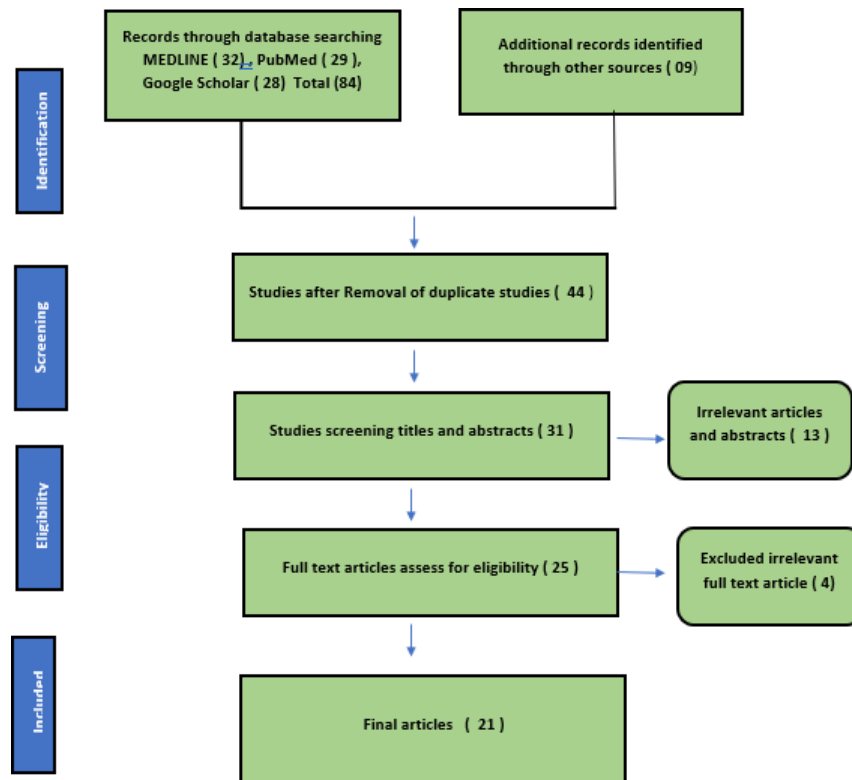 Records through database searching
MEDLINE ( 32) , PubMed ( 29 ),
Google Scholar ( 28)  Total (84)
Additional records identified
through other sources ( 09)
Identification
Studies after Removal of duplicate studies (  44 )
Screening
Studies screening titles and abstracts ( 31 )
Irrelevant articles
and abstracts (  13 )
Eligibility
Full text articles assess for eligibility ( 25 )
Excluded irrelevant
full text article ( 4)
Included
Final articles   (  21 )